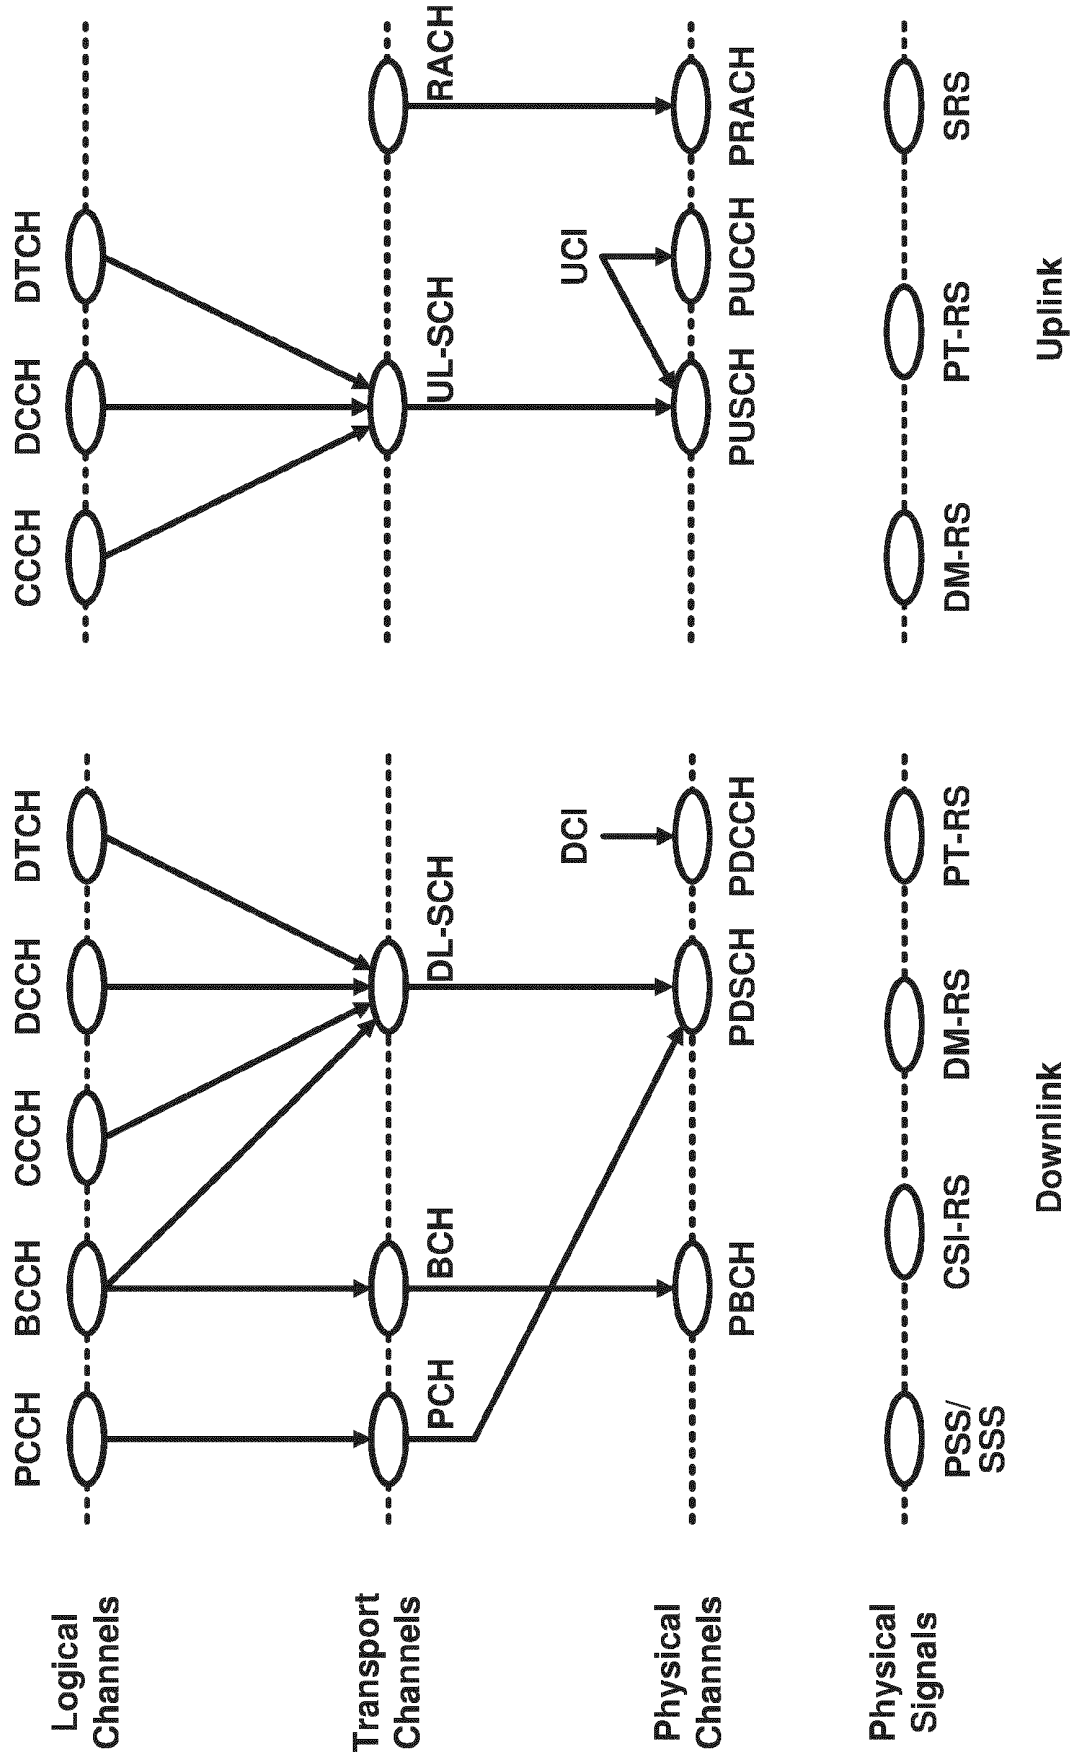 Logical
Channels
PCCH
BCCH
CCCH
DCCH
DTCH
CCCH
DCCH
DTCH
Transport
Channels
PCH
BCH
DL-SCH
UL-SCH
RACH
DCI
UCI
Physical
Channels
PBCH
PDSCH
PDCCH
PUSCH
PUCCH
PRACH
Physical
Signals
PSS/
SSS
CSI-RS
DM-RS
PT-RS
DM-RS
PT-RS
SRS
Downlink
Uplink